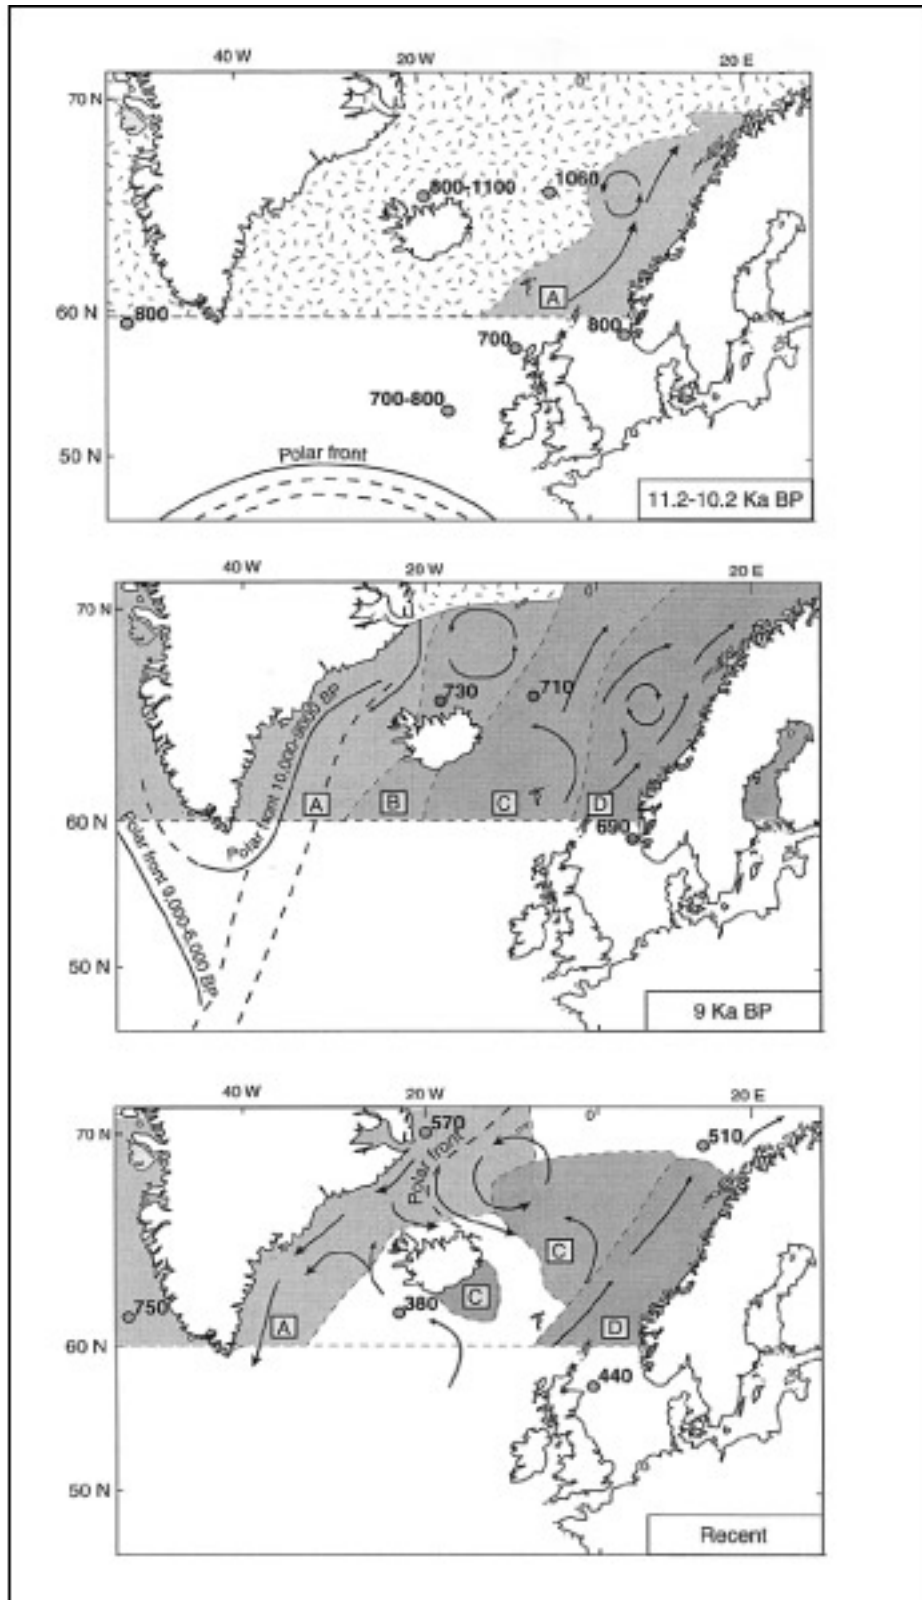 40 W 20 W 0° 20 E
70 N
800-1100 1060
A
60 N
800
700 800
700-800
50 N
Polar front
11.2-10.2 Ka BP
40 W 20 W 0 20 E
70 N
730 710
Polar front 10,000-9000 BP
A B C D
60 N
690
Polar front 9,000-6,000 BP
50 N
9 Ka BP
40 W 20 W 0° 20 E
70 N
570 510
Polar front
C
C
750 380
A D
60 N
440
50 N
Recent